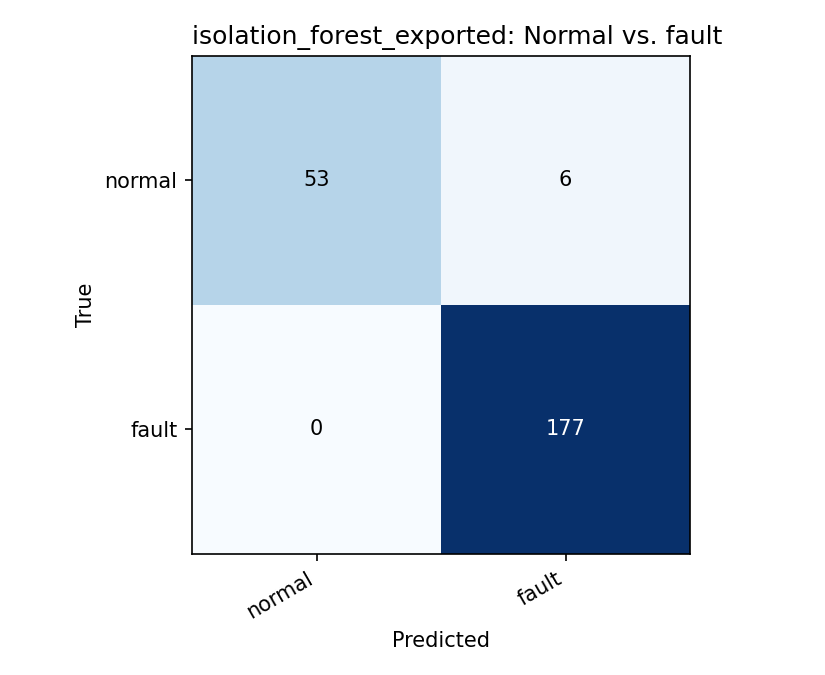 isolation_forest_exported: Normal vs. fault
normal
53
6
True
fault
0
177
normal
fault
Predicted